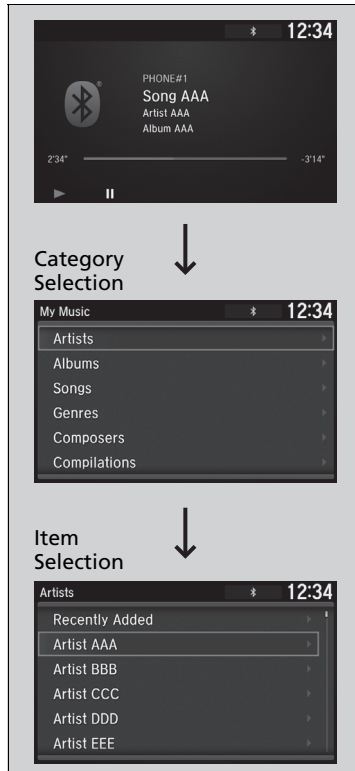 12:34
PHONE#1
Song AAA
Artist AAA
Album AAA
2'34" -3'14"
Category
Selection
My Music 12:34
Artists
Albums
Songs
Genres
Composers
Compilations
Item
Selection
Artists 12:34
Recently Added
Artist AAA
Artist BBB
Artist CCC
Artist DDD
Artist EEE